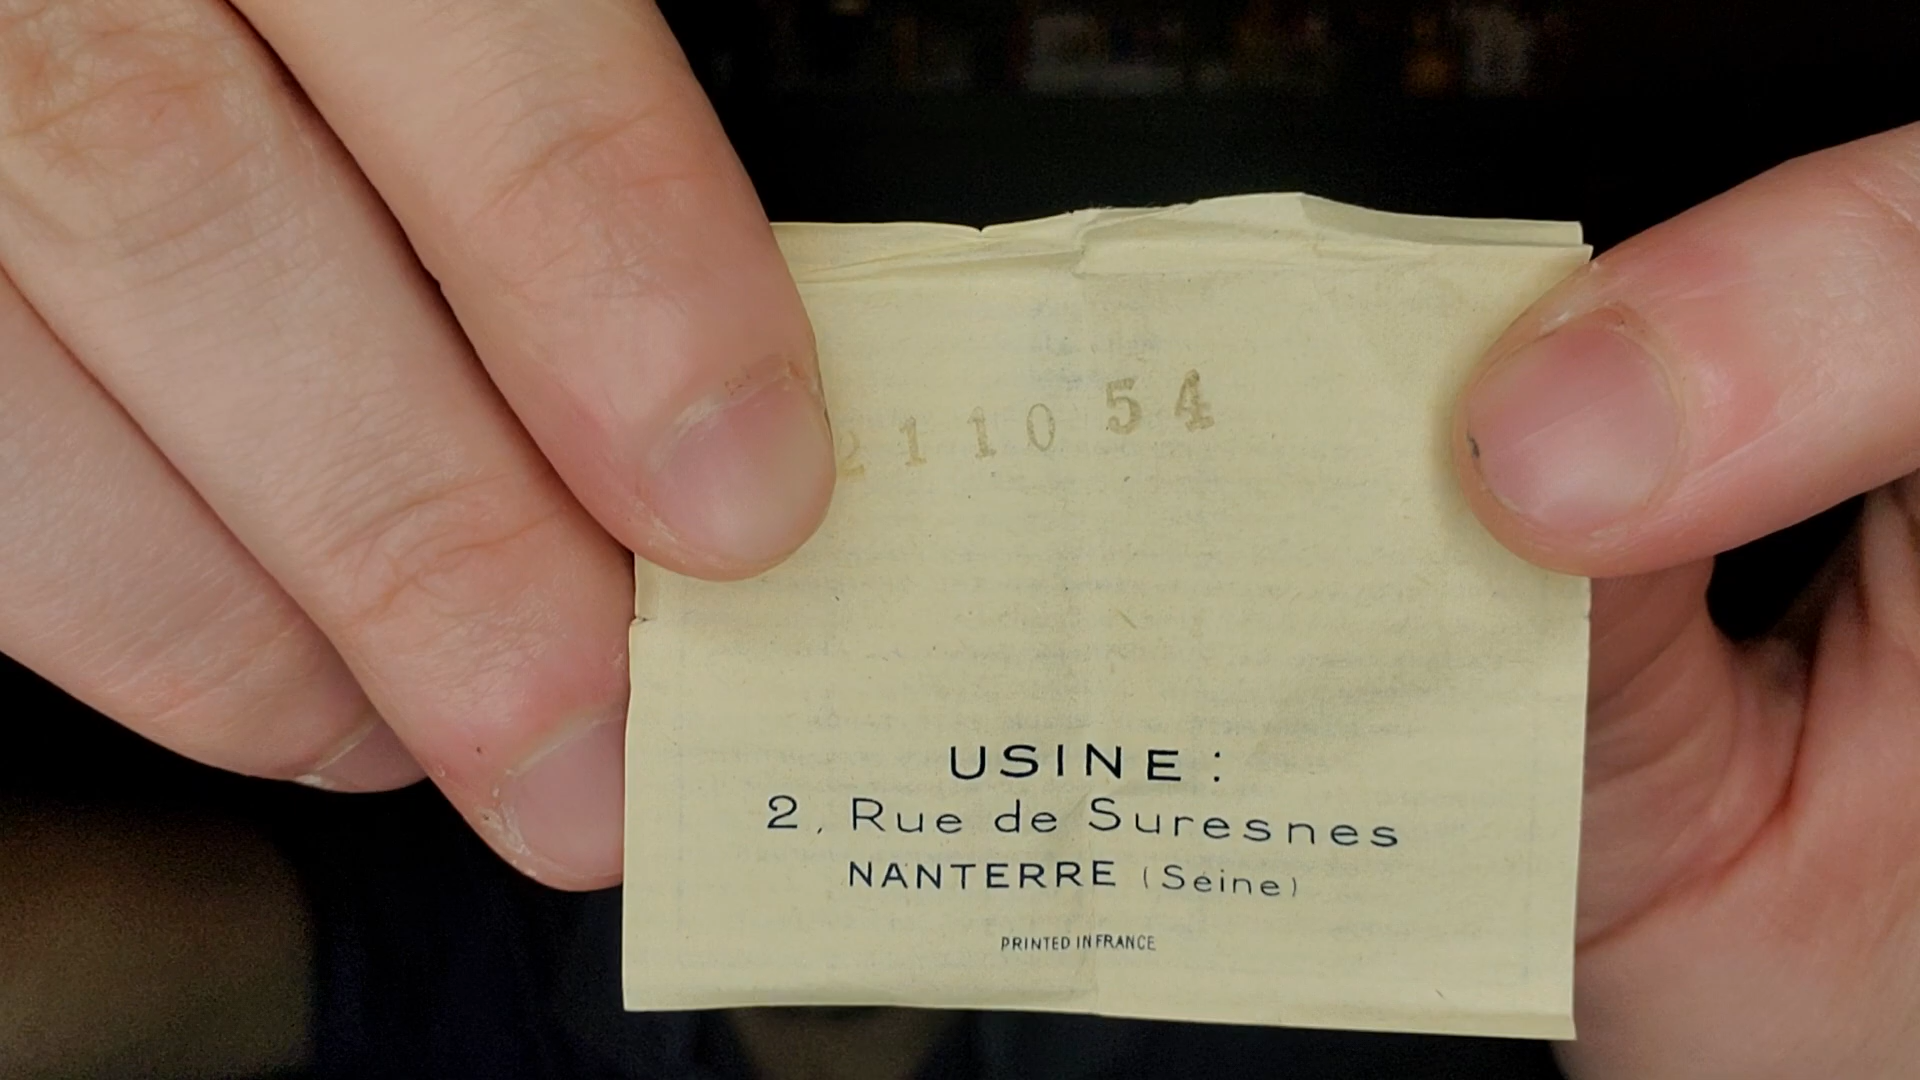 211054
USINE :
2, Rue de Suresnes
NANTERRE (Seine)
PRINTED IN FRANCE